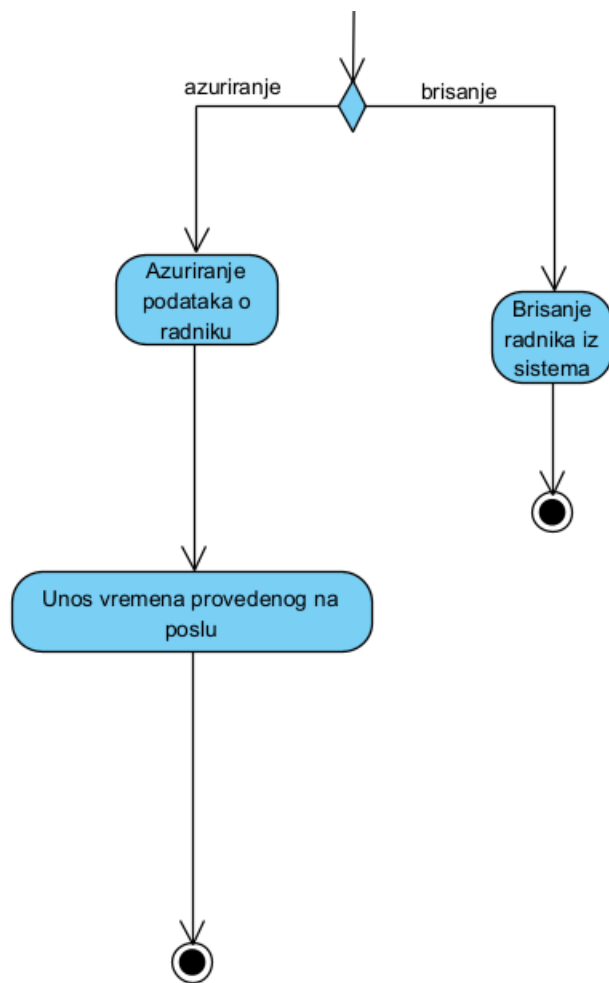 azuriranje
brisanje
Azuriranje
podataka o
radniku
Brisanje
radnika iz
sistema
Unos vremena provedenog na
poslu